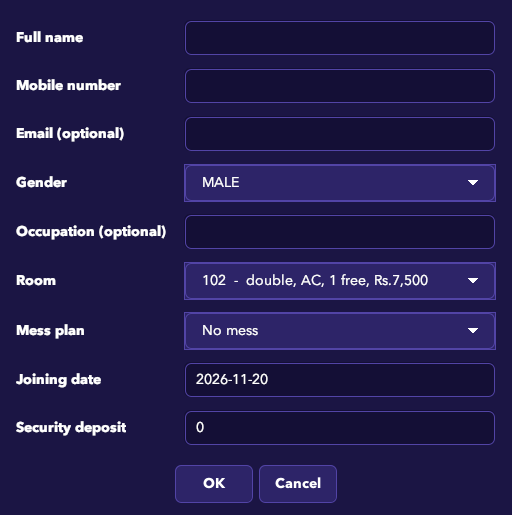 Full name
Mobile number
Email (optional)
Gender MALE
Occupation (optional)
Room 102 - double, AC, 1 free, Rs.7,500
Mess plan No mess
Joining date 2026-11-20
Security deposit 0
OK Cancel